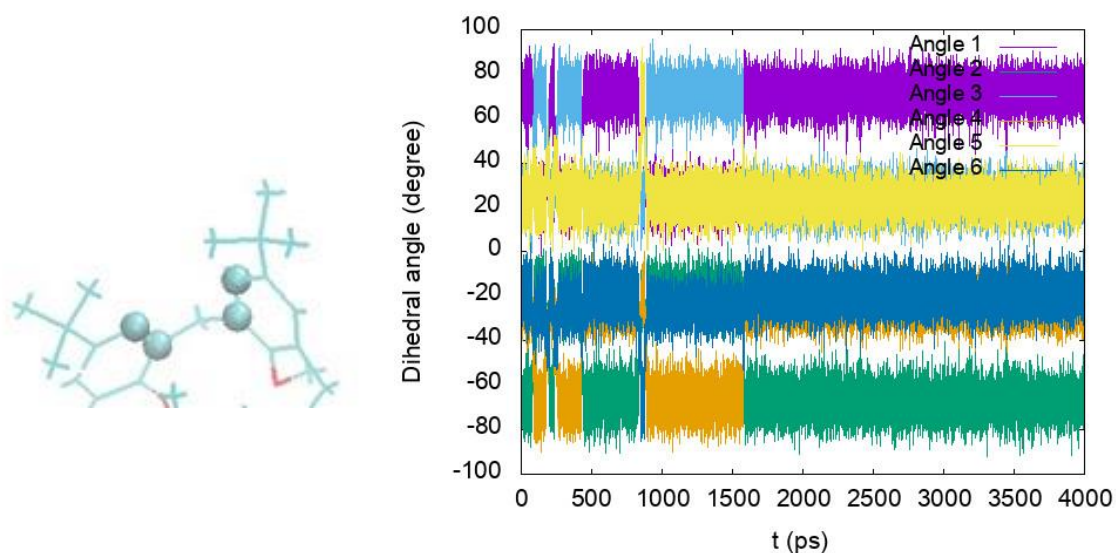 100
80
60
40
20
0
-20
-40
-60
-80
-100
Dihedral angle (degree)
Angle 1
Angle 2
Angle 3
Angle 4
Angle 5
Angle 6
0 500 1000 1500 2000 2500 3000 3500 4000
t (ps)